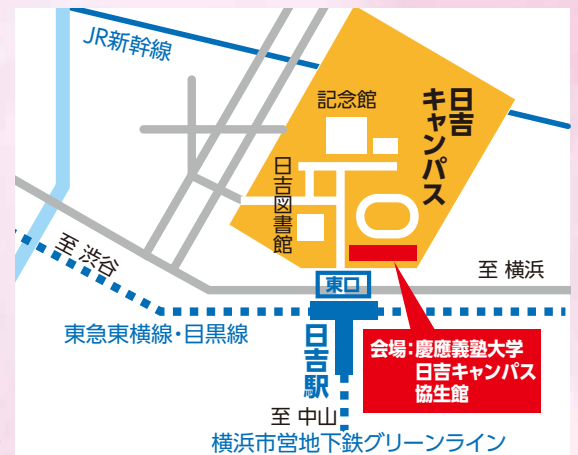 JR新幹線
記念館
日吉
キャンパス
日吉図書館
至 渋谷
至 横浜
東口
東急東横線・目黒線
日吉駅
会場：慶應義塾大学
日吉キャンパス
協生館
至 中山
横浜市営地下鉄グリーンライン